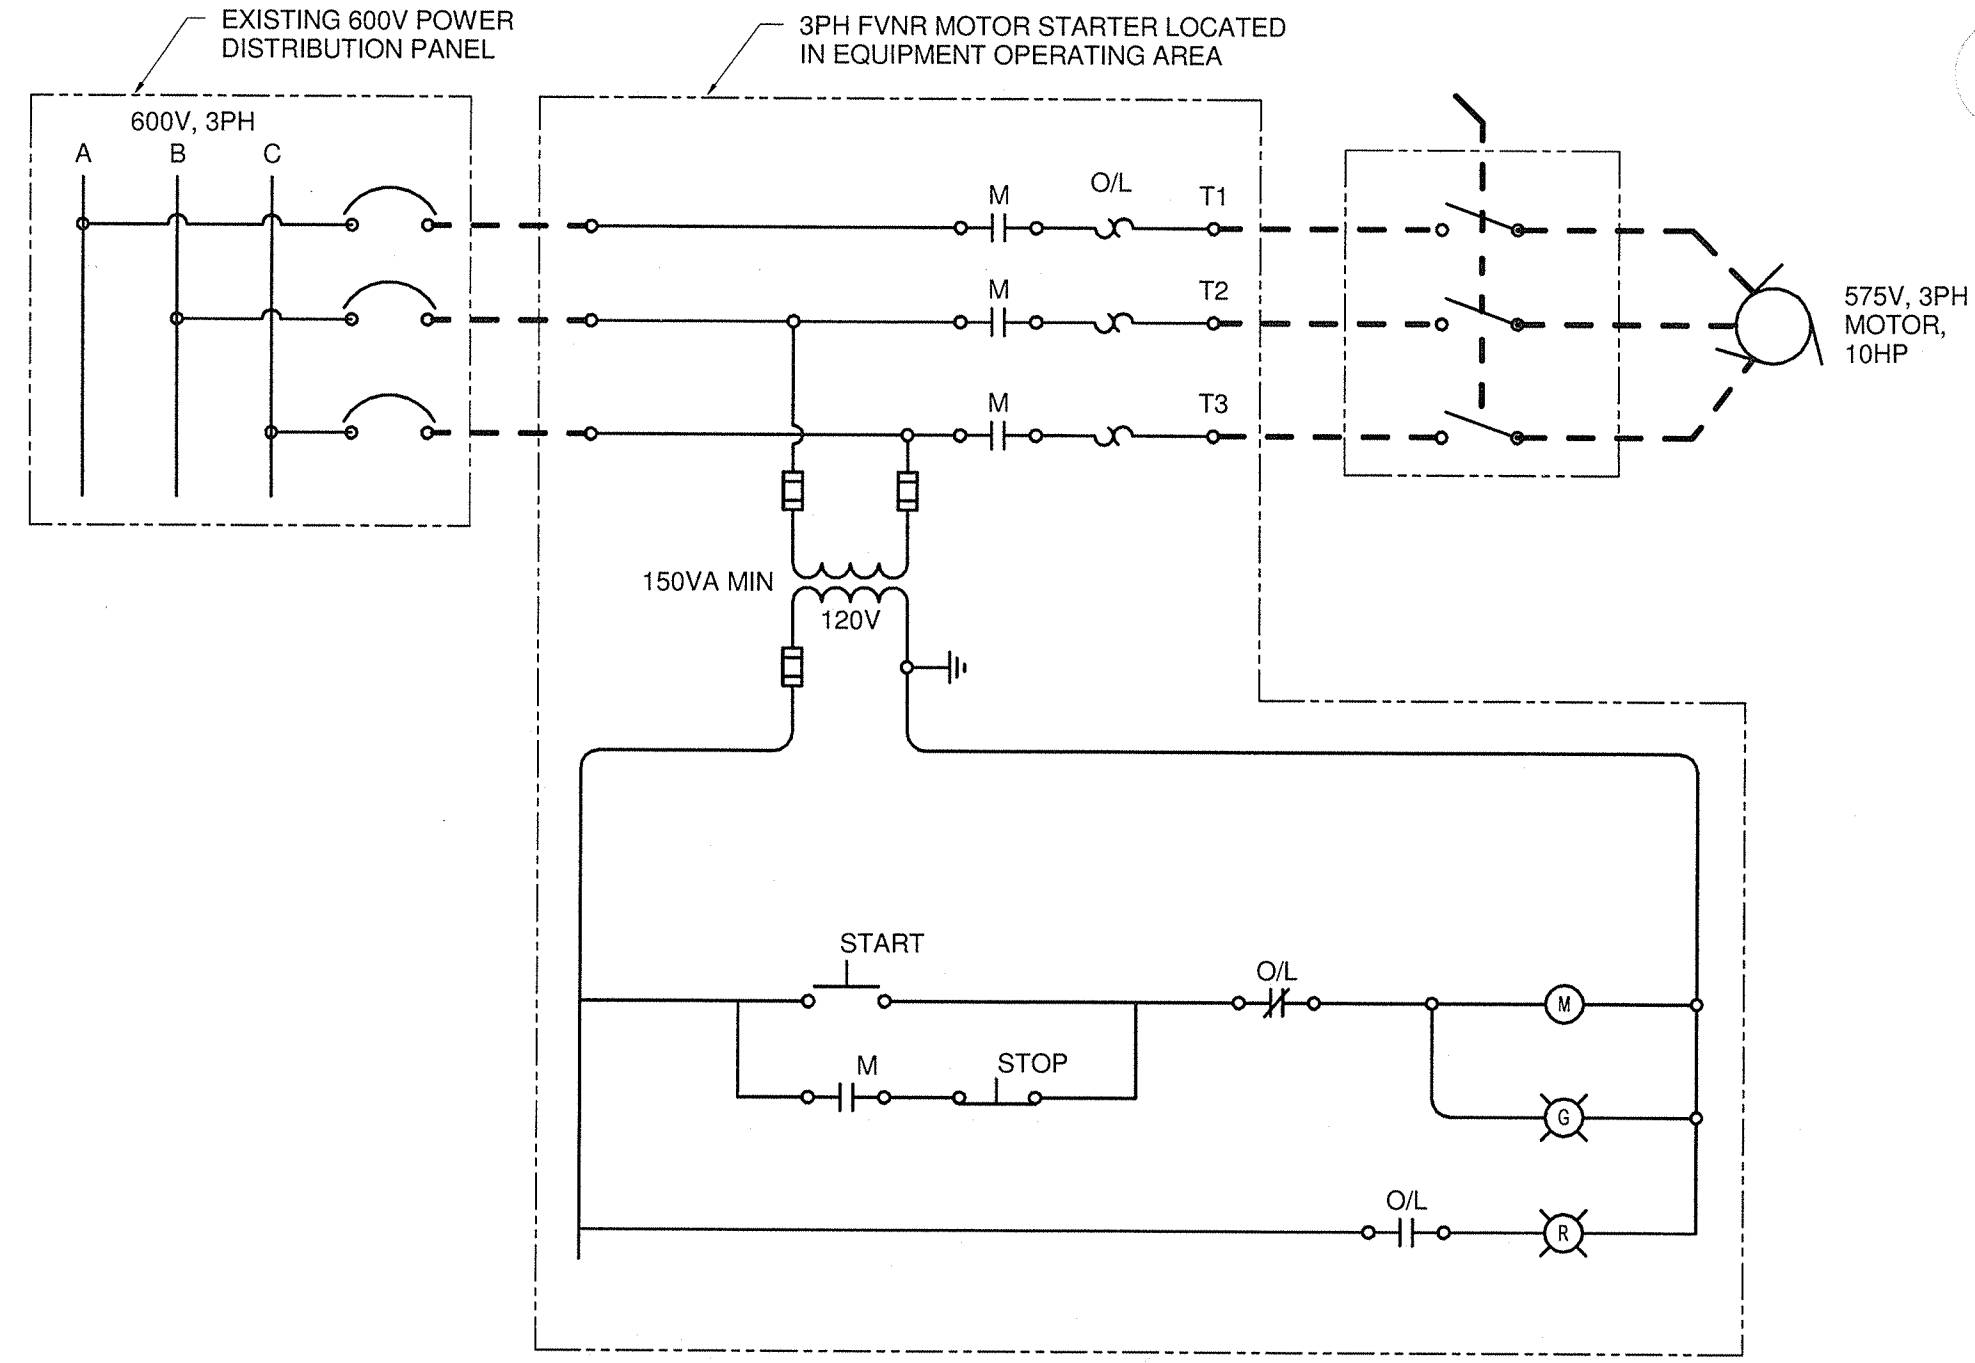 EXISTING 600V POWER
DISTRIBUTION PANEL
3PH FVNR MOTOR STARTER LOCATED
IN EQUIPMENT OPERATING AREA
600V, 3PH
A B C
M O/L T1
M T2
M T3
575V, 3PH
MOTOR,
10HP
150VA MIN
120V
START
O/L
M
M STOP
G
O/L
R